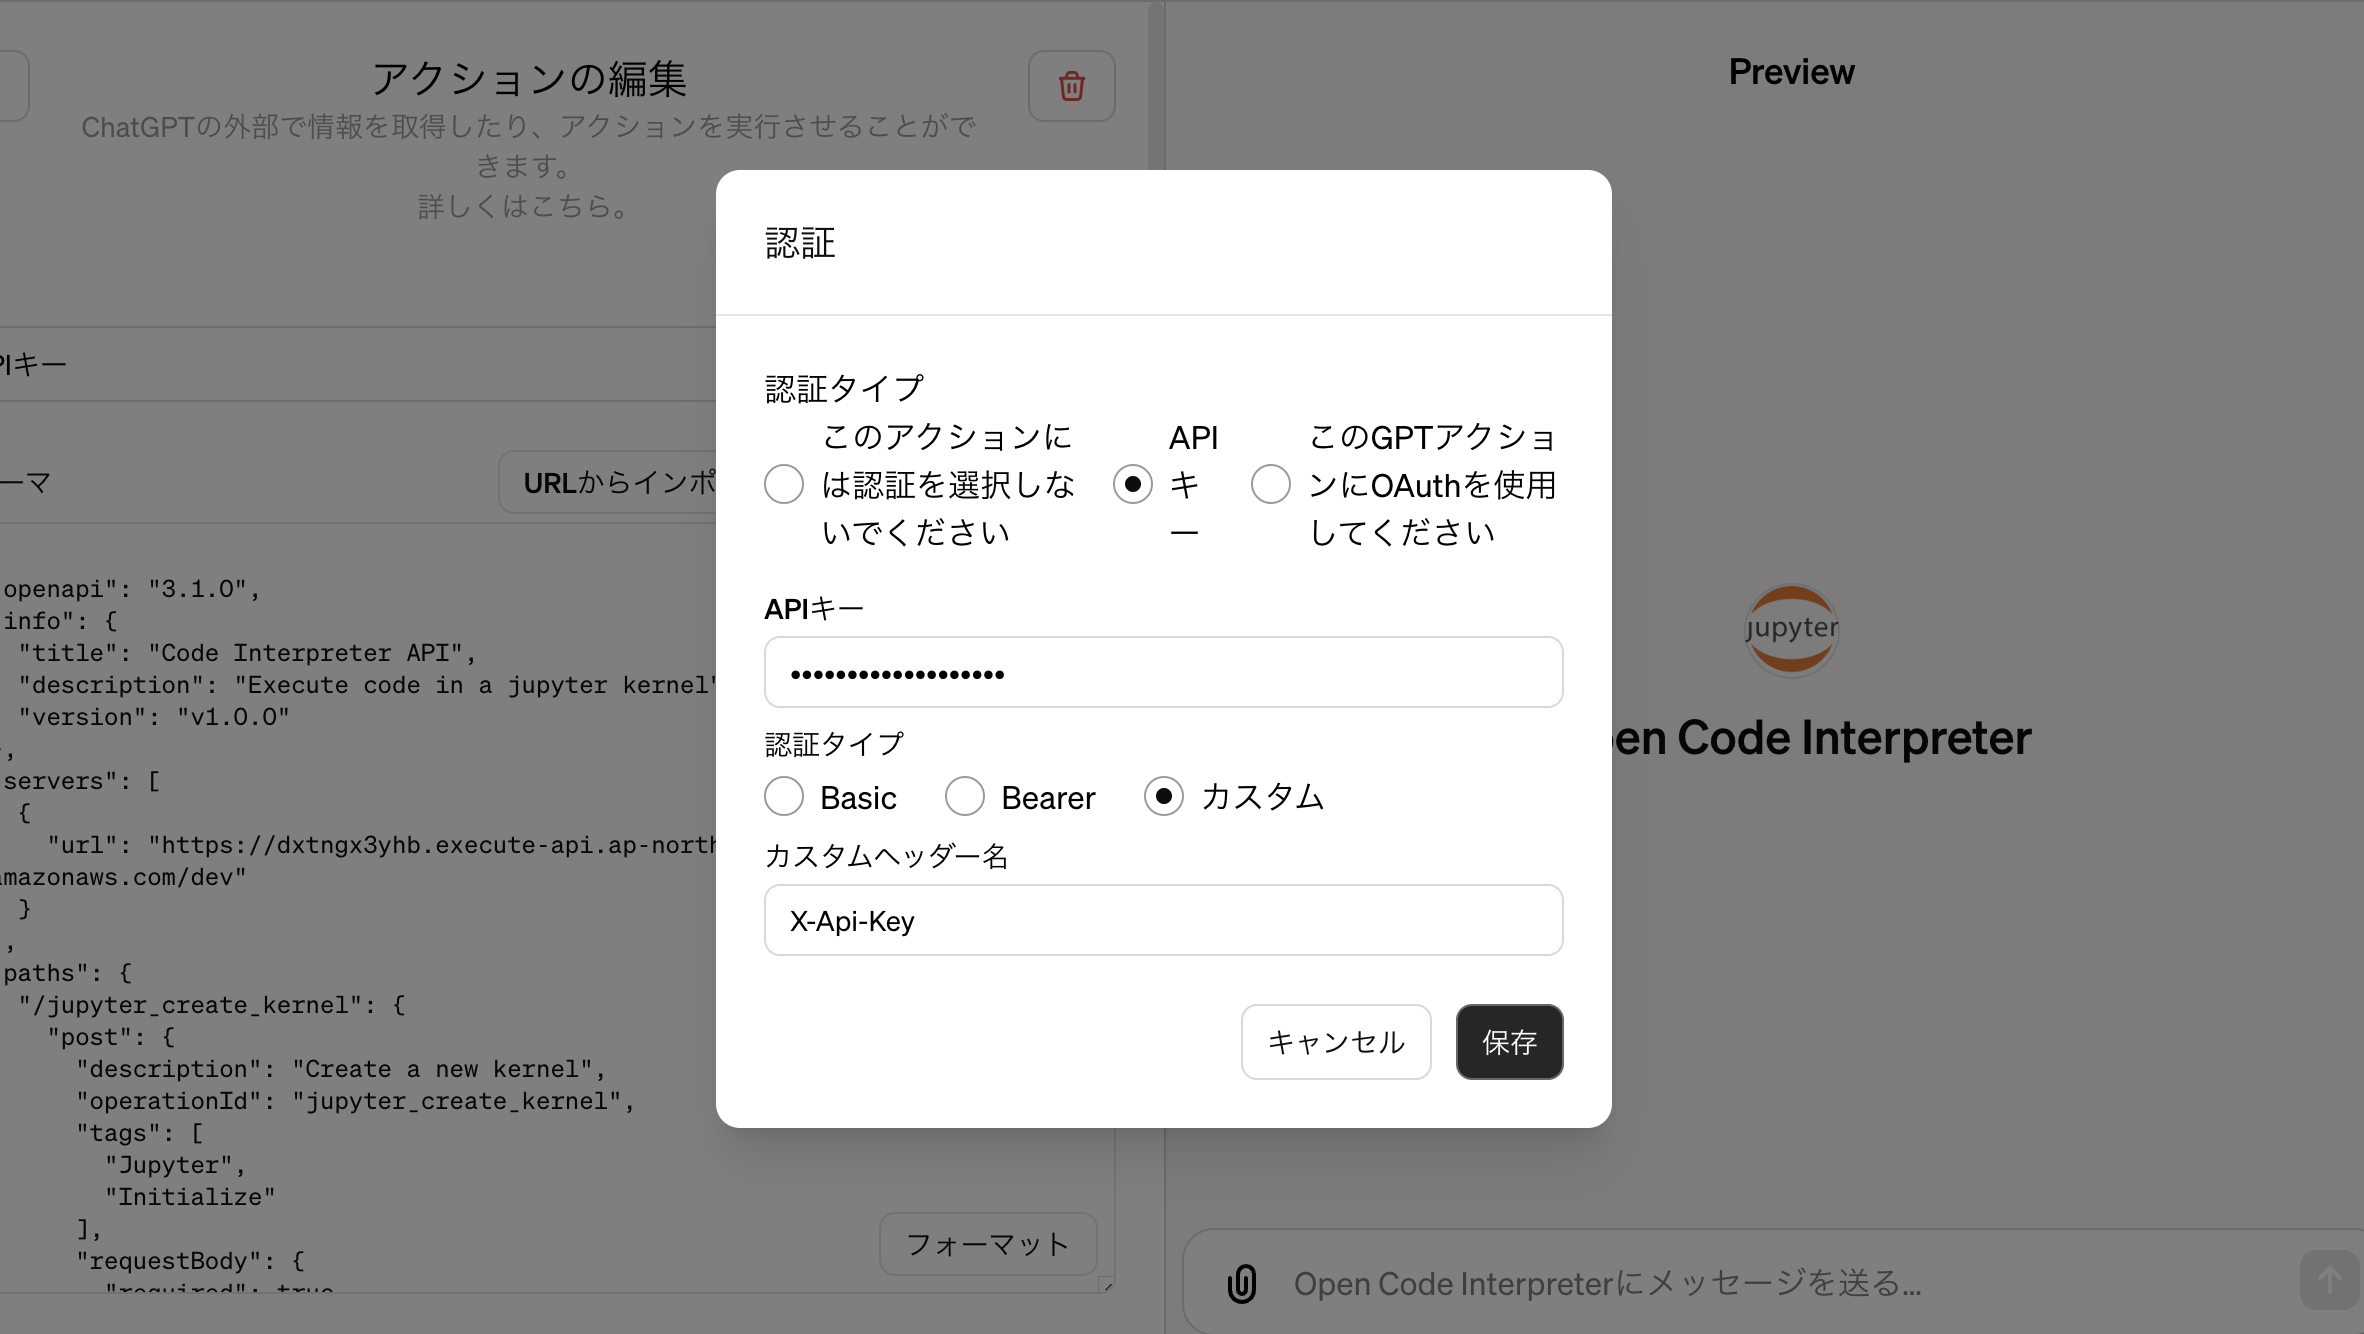 アクションの編集
ChatGPTの外部で情報を取得したり、アクションを実行させることがで
きます。
詳しくはこちら。
Preview
PIキー
ーマ
URLからインポ
openapi": "3.1.0",
info": {
"title": "Code Interpreter API",
"description": "Execute code in a jupyter kernel"
"version": "v1.0.0"
},
servers": [
{
"url": "https://dxtngx3yhb.execute-api.ap-north
amazonaws.com/dev"
}
,
paths": {
"/jupyter_create_kernel": {
"post": {
"description": "Create a new kernel",
"operationId": "jupyter_create_kernel",
"tags": [
"Jupyter",
"Initialize"
],
"requestBody": {
"required": true
フォーマット
認証
認証タイプ
このアクションに
は認証を選択しな
いでください
API
キ
ー
このGPTアクショ
ンにOAuthを使用
してください
APIキー
•••••••••••••••••••
認証タイプ
Basic
Bearer
カスタム
カスタムヘッダー名
X-Api-Key
キャンセル
保存
jupyter
en Code Interpreter
Open Code Interpreterにメッセージを送る...